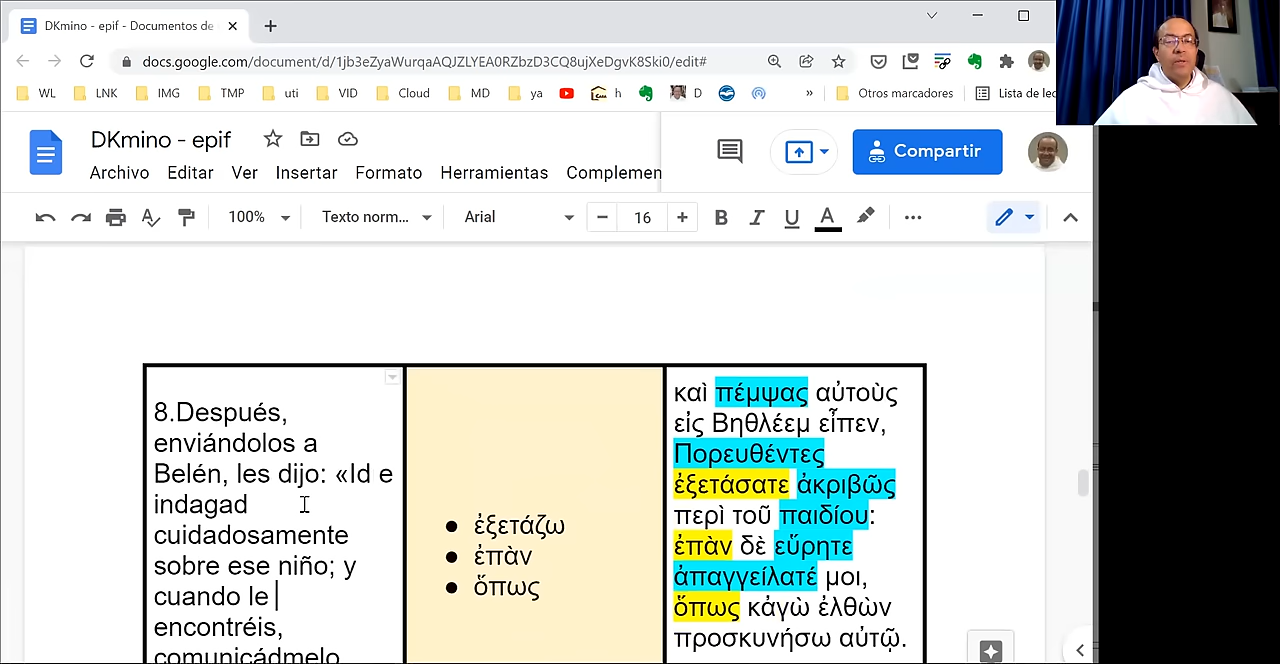 DKmino - epif - Documentos de
docs.google.com/document/d/1jb3eZyaWurqaAQJZLYEA0RZbzD3CQ8ujXeDgvK8Ski0/edit#
WL LNK IMG TMP uti VID Cloud MD ya h D » Otros marcadores Lista de lec
DKmino - epif
Archivo Editar Ver Insertar Formato Herramientas Complemen
Compartir
100% Texto norm... Arial − 16 + B I U A
8.Después,
enviándolos a
Belén, les dijo: «Id e
indagad
cuidadosamente
sobre ese niño; y
cuando le
encontréis,
comunicádmelo
ἐξετάζω
ἐπὰν
ὅπως
καὶ πέμψας αὐτοὺς
εἰς Βηθλέεμ εἶπεν,
Πορευθέντες
ἐξετάσατε ἀκριβῶς
περὶ τοῦ παιδίου:
ἐπὰν δὲ εὕρητε
ἀπαγγείλατέ μοι,
ὅπως κἀγὼ ἐλθὼν
προσκυνήσω αὐτῷ.